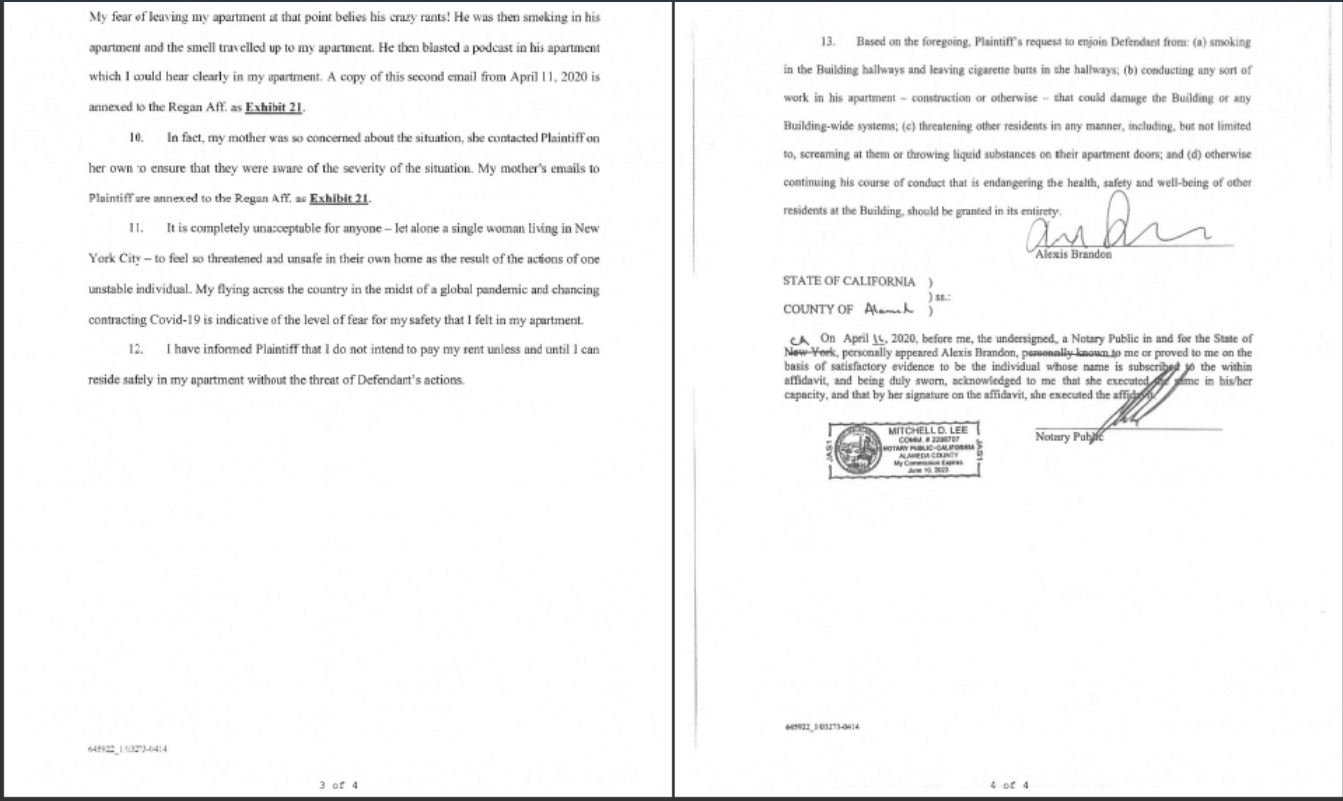 My fear of leaving my apartment at that point belies his crazy rants! He was then smoking in his
apartment and the smell travelled up to my apartment. He then blasted a podcast in his apartment
which I could hear clearly in my apartment. A copy of this second email from April 11, 2020 is
annexed to the Regan Aff. as Exhibit 21.
10. In fact, my mother was so concerned about the situation, she contacted Plaintiff on
her own to ensure that they were aware of the severity of the situation. My mother's emails to
Plaintiff are annexed to the Regan Aff. as Exhibit 21.
11. It is completely unacceptable for anyone – let alone a single woman living in New
York City – to feel so threatened and unsafe in their own home as the result of the actions of one
unstable individual. My flying across the country in the midst of a global pandemic and chancing
contracting Covid-19 is indicative of the level of fear for my safety that I felt in my apartment.
12. I have informed Plaintiff that I do not intend to pay my rent unless and until I can
reside safely in my apartment without the threat of Defendant's actions.
645922_1/03273-0414
3 of 4
13. Based on the foregoing, Plaintiff's request to enjoin Defendant from: (a) smoking
in the Building hallways and leaving cigarette butts in the hallways; (b) conducting any sort of
work in his apartment – construction or otherwise – that could damage the Building or any
Building-wide systems; (c) threatening other residents in any manner, including, but not limited
to, screaming at them or throwing liquid substances on their apartment doors; and (d) otherwise
continuing his course of conduct that is endangering the health, safety and well-being of other
residents at the Building, should be granted in its entirety.
Alexis Brandon
STATE OF CALIFORNIA )
) ss.:
COUNTY OF )
CA On April , 2020, before me, the undersigned, a Notary Public in and for the State of
New York, personally appeared Alexis Brandon, personally known to me or proved to me on the
basis of satisfactory evidence to be the individual whose name is subscribed to the within
affidavit, and being duly sworn, acknowledged to me that she executed the same in his/her
capacity, and that by her signature on the affidavit, she executed the affidavit.
Notary Public
MITCHELL D. LEE
COMM. #
NOTARY PUBLIC-CALIFORNIA
ALAMEDA COUNTY
My Commission Expires
June 10, 2023
JAS1
JAS1
645922_1/03273-0414
4 of 4